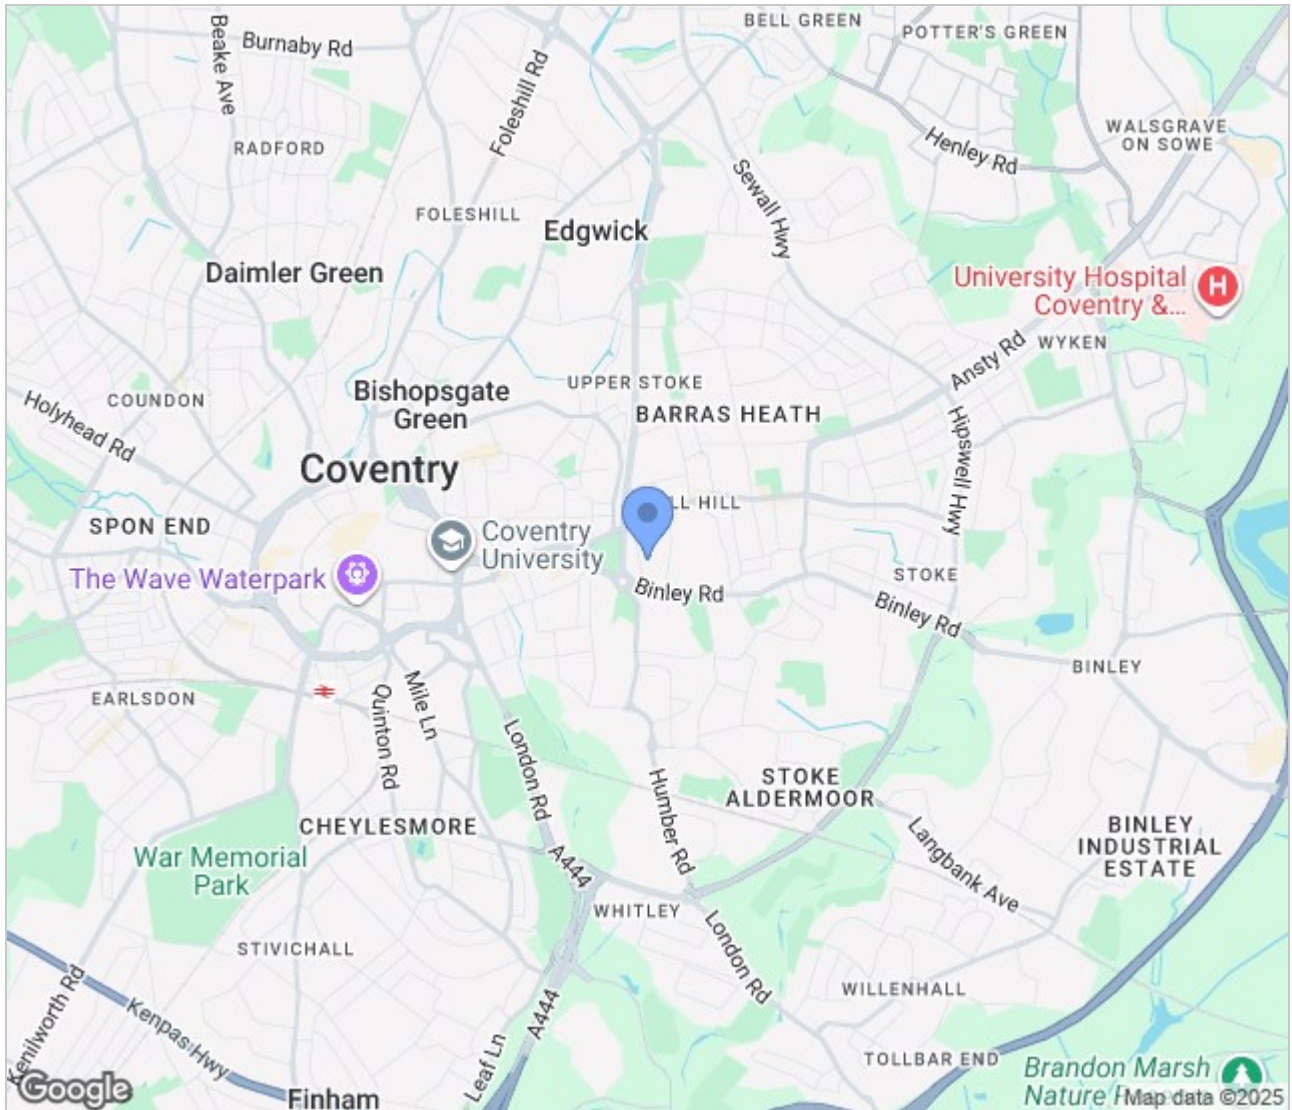 BELL GREEN
POTTER'S GREEN
Burnaby Rd
Beake Ave
Foleshill Rd
RADFORD
WALSGRAVE
ON SOWE
Henley Rd
Sewall Hwy
FOLESHILL
Edgwick
Daimler Green
University Hospital
Coventry &...
H
WYKEN
Ansty Rd
UPPER STOKE
Bishopsgate
Green
COUNDON
Holyhead Rd
BARRAS HEATH
Hipswell Hwy
Coventry
LL HILL
SPON END
Coventry
University
The Wave Waterpark
STOKE
Binley Rd
Binley Rd
BINLEY
EARLSDON
Mile Ln
Quinton Rd
London Rd
STOKE
ALDERMOOR
Humber Rd
CHEYLESMORE
BINLEY
INDUSTRIAL
ESTATE
Langbank Ave
War Memorial
Park
A444
WHITLEY
London Rd
STIVICHALL
WILLENHALL
Kenilworth Rd
Kenpas Hwy
A444
Leaf Ln
TOLLBAR END
Brandon Marsh
Nature
Google
Finham
Map data ©2025